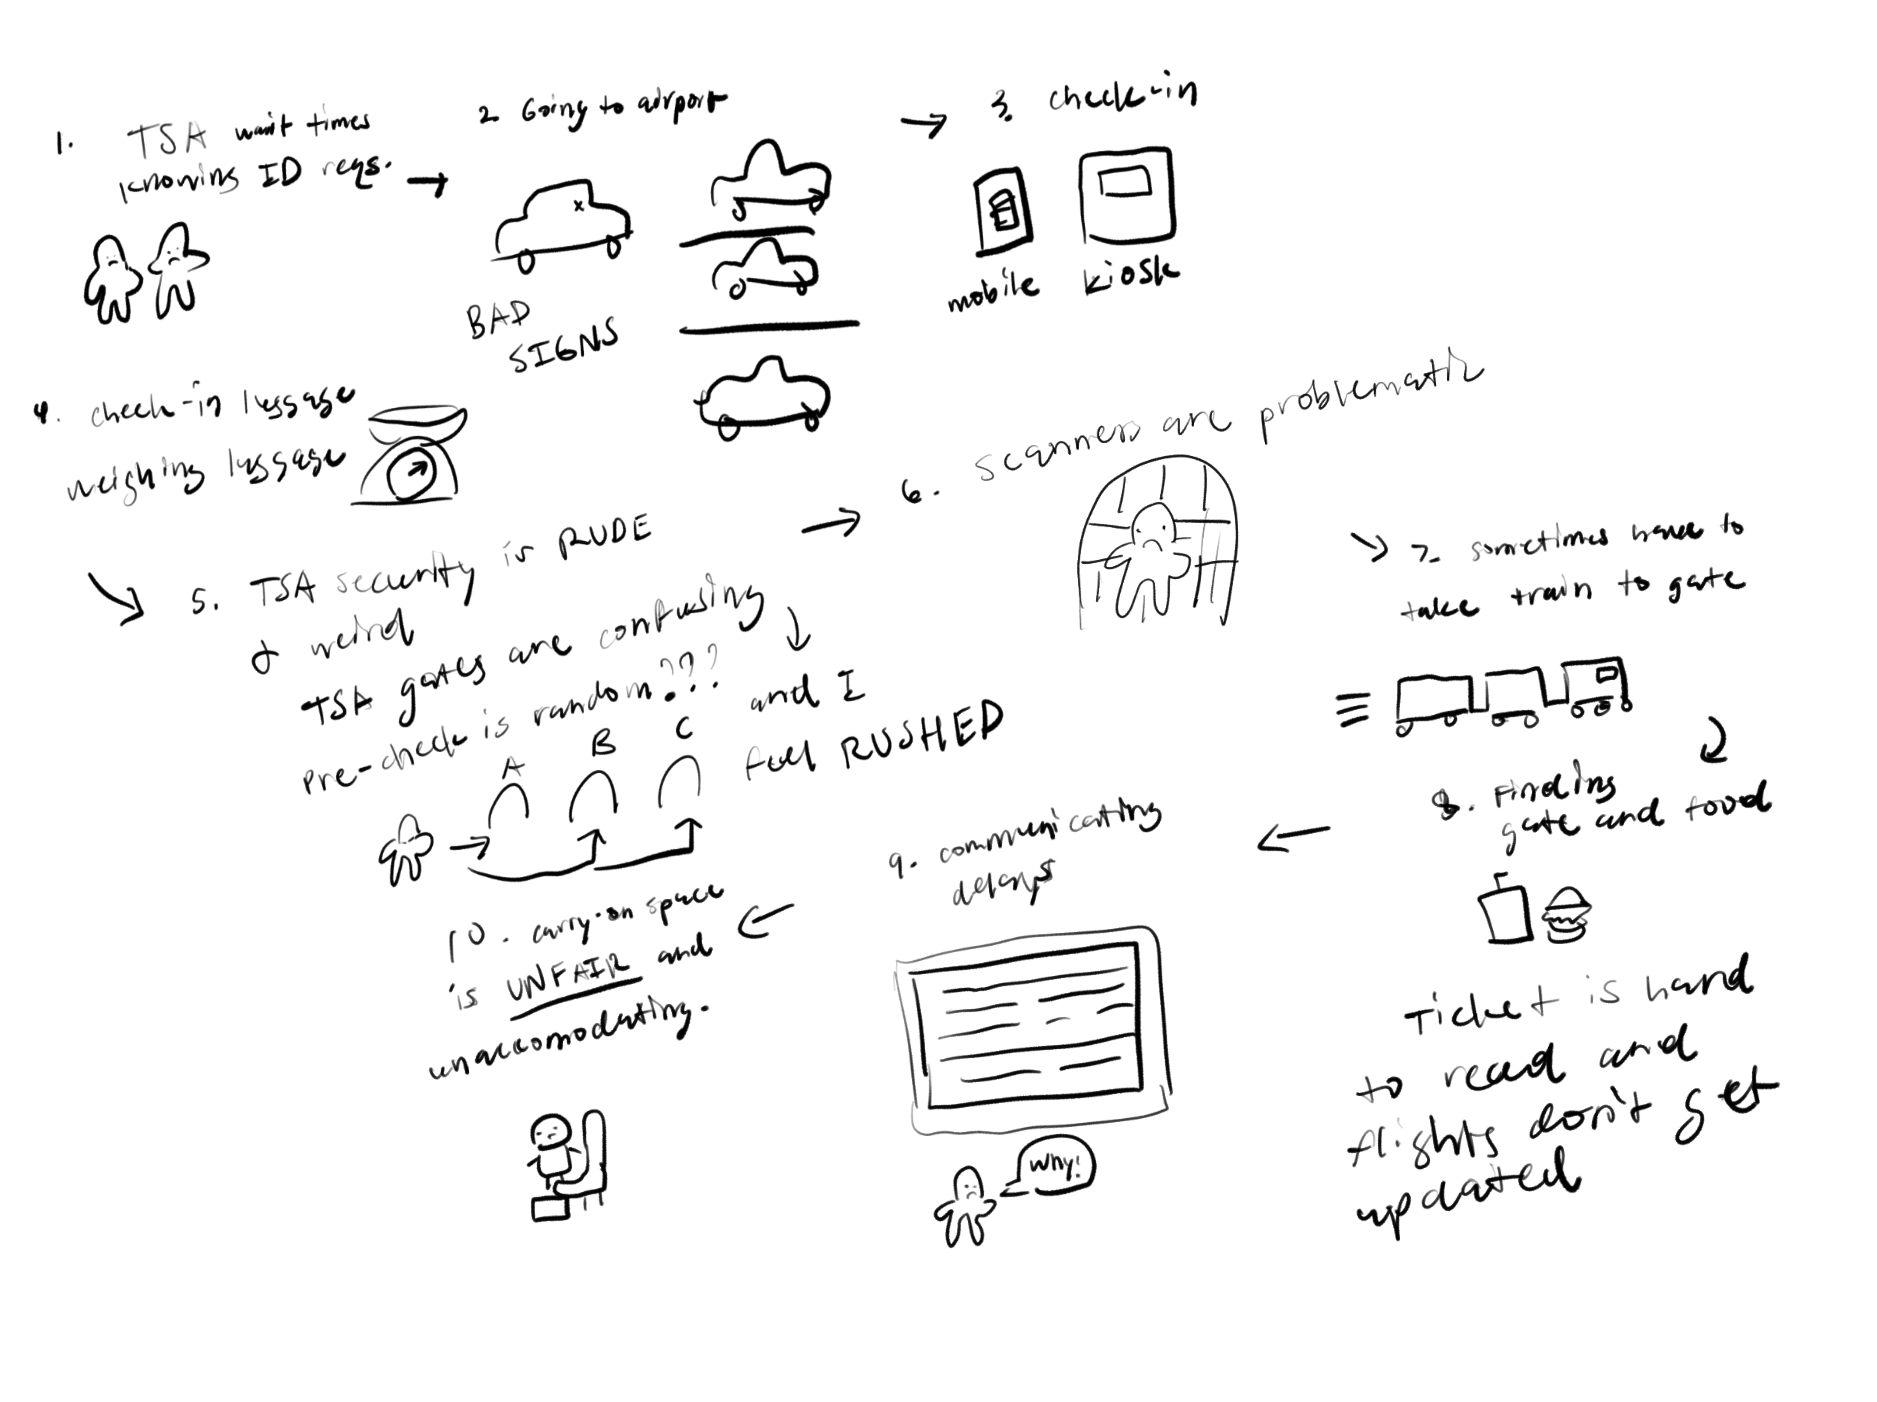 1. TSA wait times
knowing ID reqs.
2 Going to airport
BAD
SIGNS
3. check-in
mobile
kiosk
4. check-in luggage
weighing luggage
5. TSA security is RUDE
& weird
TSA gates are confusing
pre-check is random???
and I
feel RUSHED
A
B
C
6. scanners are problematic
7. sometimes have to
take train to gate
8. Finding
gate and food
Ticket is hard
to read and
flights don't get
updated
9. communicating
delays
Why!
10. carry-on space
is UNFAIR and
unaccomodating.